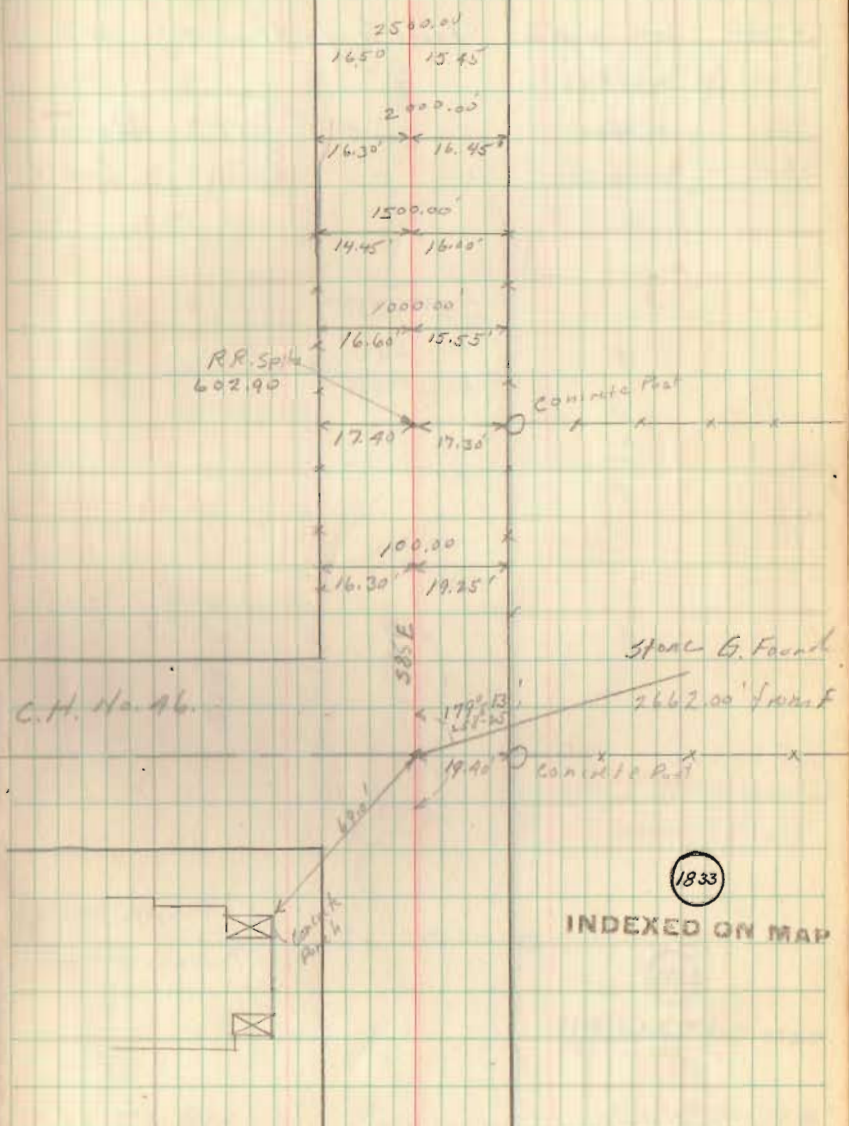 2500.00'
16.50 15.45
2000.00'
16.30' 16.45'
1500.00'
14.45' 16.00'
1000.00'
16.60' 15.55'
R.R. Spike
602.90
Concrete Post
17.40' 17.30'
100.00
16.30' 19.25'
Stone G. Found
C.H. No. 46.
2662.00' from F
179°-13'
19.40'
Concrete Post
Concrete
Porch
1833
INDEXED ON MAP